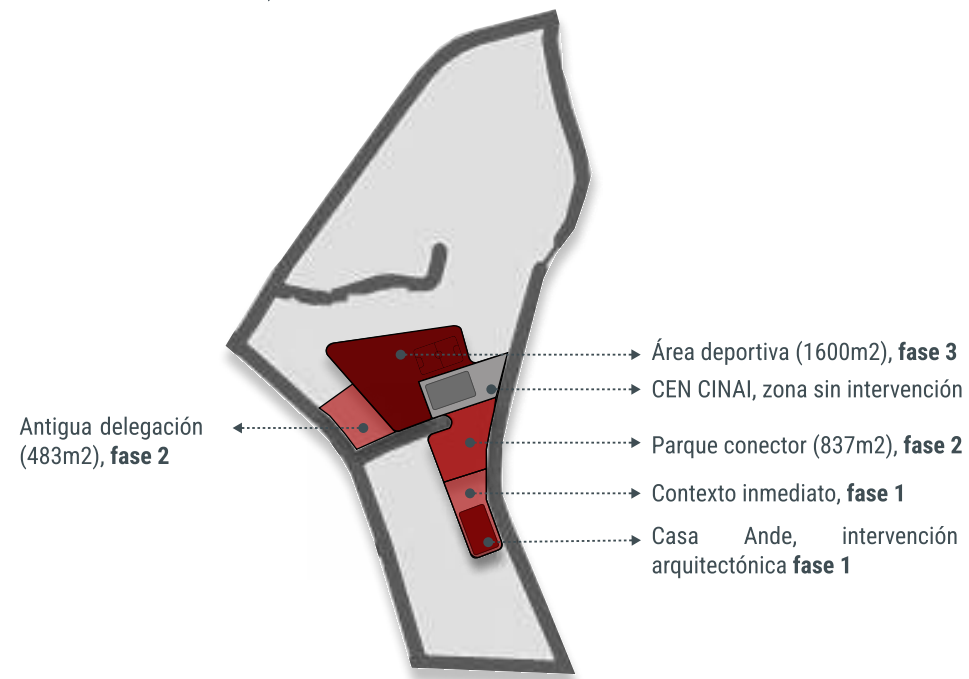 Área deportiva (1600m2), fase 3
CEN CINAI, zona sin intervención
Antigua delegación
(483m2), fase 2
Parque conector (837m2), fase 2
Contexto inmediato, fase 1
Casa Ande, intervención
arquitectónica fase 1